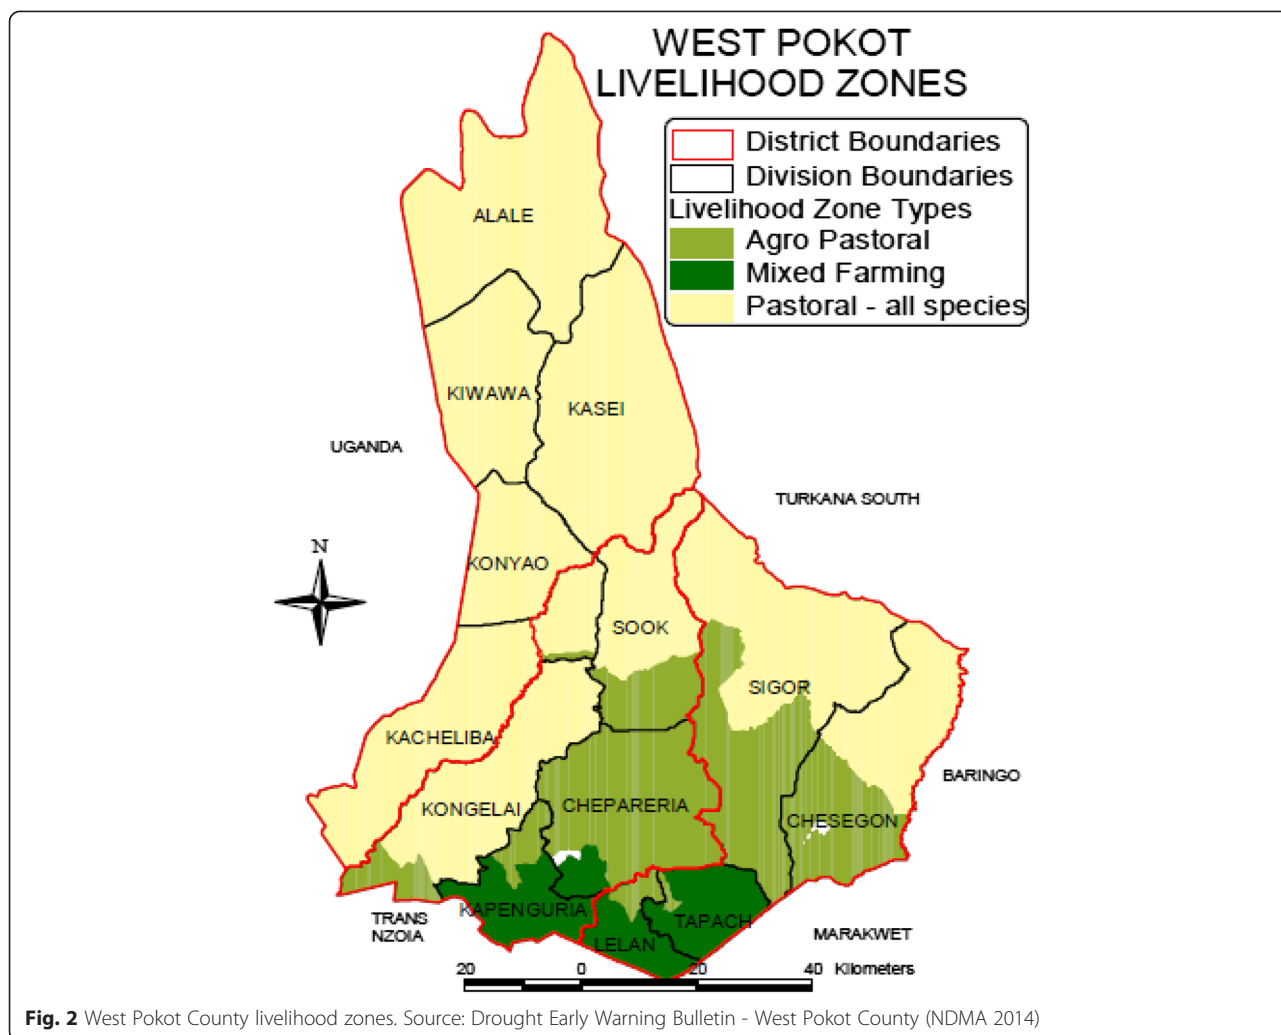 WEST POKOT
LIVELIHOOD ZONES
District Boundaries
Division Boundaries
Livelihood Zone Types
Agro Pastoral
Mixed Farming
Pastoral - all species
ALALE
KIWAWA
KASEI
UGANDA
TURKANA SOUTH
N
KONYAO
SOOK
SIGOR
KACHELIBA
BARINGO
KONGELAI
CHEPARERIA
CHESEGON
KAPENGURIA
TRANS
NZOIA
TAPACH
MARAKWET
LELAN
20 0 20 40 Kilometers
Fig. 2 West Pokot County livelihood zones. Source: Drought Early Warning Bulletin - West Pokot County (NDMA 2014)